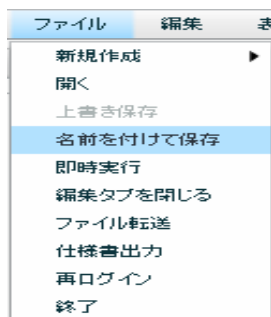 ファイル 編集
新規作成 ▶
開く
上書き保存
名前を付けて保存
即時実行
編集タブを閉じる
ファイル転送
仕様書出力
再ログイン
終了